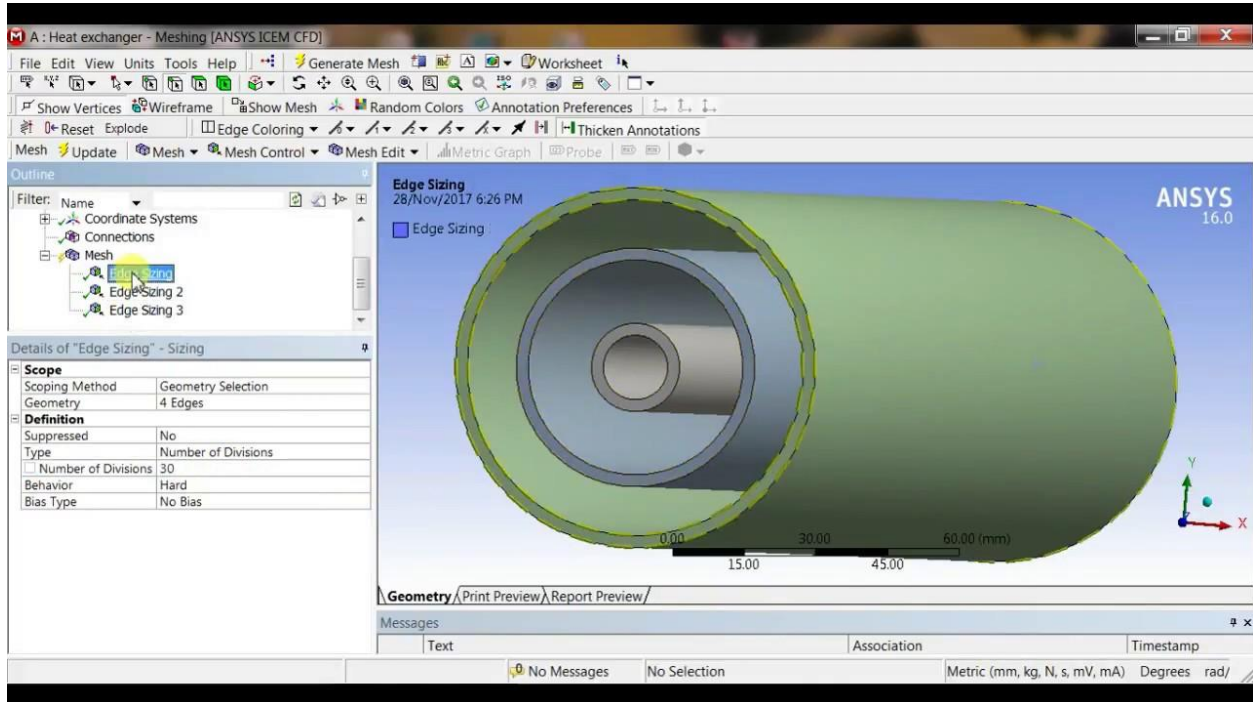 A : Heat exchanger - Meshing [ANSYS ICEM CFD]
File Edit View Units Tools Help Generate Mesh Worksheet
Show Vertices Wireframe Show Mesh Random Colors Annotation Preferences
Reset Explode Edge Coloring Thicken Annotations
Mesh Update Mesh Mesh Control Mesh Edit Metric Graph Probe
Outline
Filter: Name
Coordinate Systems
Connections
Mesh
Edge Sizing
Edge Sizing 2
Edge Sizing 3
Details of "Edge Sizing" - Sizing
Scope
Scoping Method Geometry Selection
Geometry 4 Edges
Definition
Suppressed No
Type Number of Divisions
Number of Divisions 30
Behavior Hard
Bias Type No Bias
Edge Sizing
28/Nov/2017 6:26 PM
Edge Sizing
ANSYS
16.0
Y
X
0.00 30.00 60.00 (mm)
15.00 45.00
Geometry Print Preview Report Preview
Messages
Text Association Timestamp
No Messages No Selection Metric (mm, kg, N, s, mV, mA) Degrees rad/